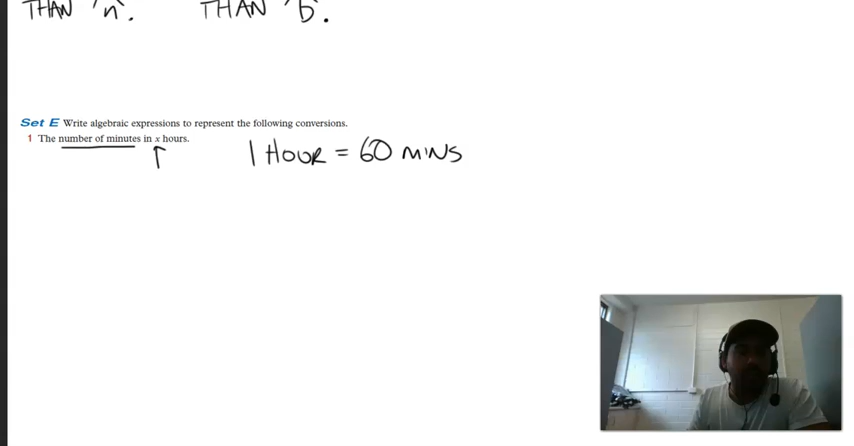 THAN 'n'. THAN 'b'.
Set E Write algebraic expressions to represent the following conversions.
1 The number of minutes in x hours.
1 HOUR = 60 MINS